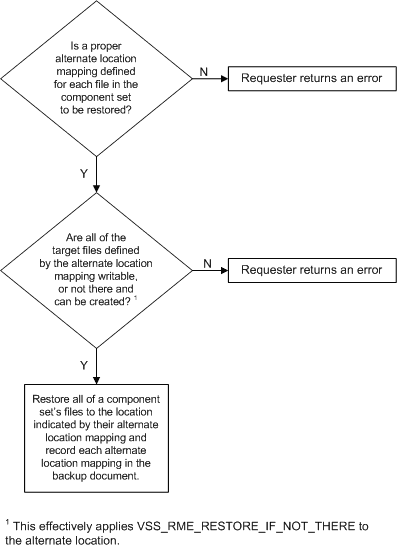 Is a proper
alternate location
mapping defined
for each file in the
component set
to be restored?
N
Requester returns an error
Y
Are all of the
target files defined
by the alternate location
mapping writable,
or not there and
can be created? 1
N
Requester returns an error
Y
Restore all of a component
set's files to the location
indicated by their alternate
location mapping and
record each alternate
location mapping in the
backup document.
1 This effectively applies VSS_RME_RESTORE_IF_NOT_THERE to
the alternate location.